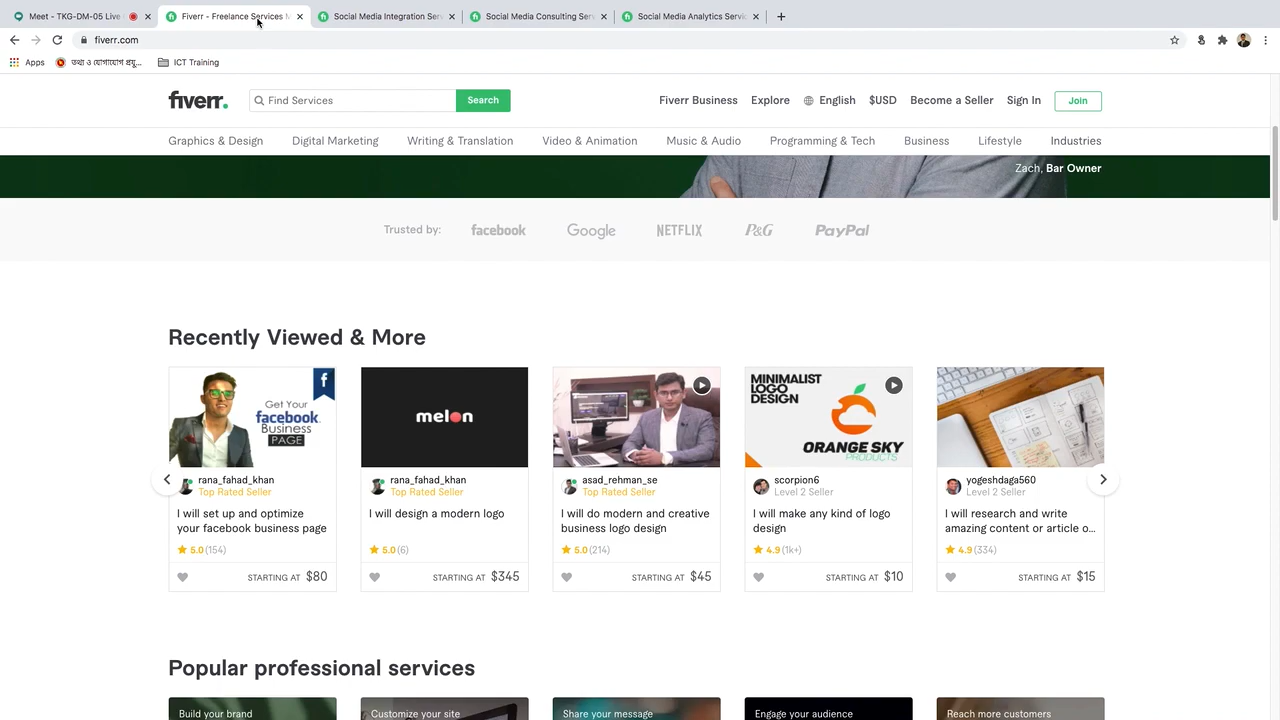 Meet - TKG-DM-05 Live
Fiverr - Freelance Services M
Social Media Integration Serv
Social Media Consulting Serv
Social Media Analytics Servic
fiverr.com
Apps
তথ্য ও যোগাযোগ প্রযু...
ICT Training
fiverr.
Find Services
Search
Fiverr Business
Explore
English
$USD
Become a Seller
Sign In
Join
Graphics & Design
Digital Marketing
Writing & Translation
Video & Animation
Music & Audio
Programming & Tech
Business
Lifestyle
Industries
Zach, Bar Owner
Trusted by:
facebook
Google
NETFLIX
P&G
PayPal
Recently Viewed & More
f
Get Your
facebook
Business
PAGE
melon
MINIMALIST
LOGO
DESIGN
ORANGE SKY
PRODUCTS
rana_fahad_khan
Top Rated Seller
I will set up and optimize
your facebook business page
5.0 (154)
STARTING AT $80
rana_fahad_khan
Top Rated Seller
I will design a modern logo
5.0 (6)
STARTING AT $345
asad_rehman_se
Top Rated Seller
I will do modern and creative
business logo design
5.0 (214)
STARTING AT $45
scorpion6
Level 2 Seller
I will make any kind of logo
design
4.9 (1k+)
STARTING AT $10
yogeshdaga560
Level 2 Seller
I will research and write
amazing content or article o...
4.9 (334)
STARTING AT $15
Popular professional services
Build your brand
Customize your site
Share your message
Engage your audience
Reach more customers